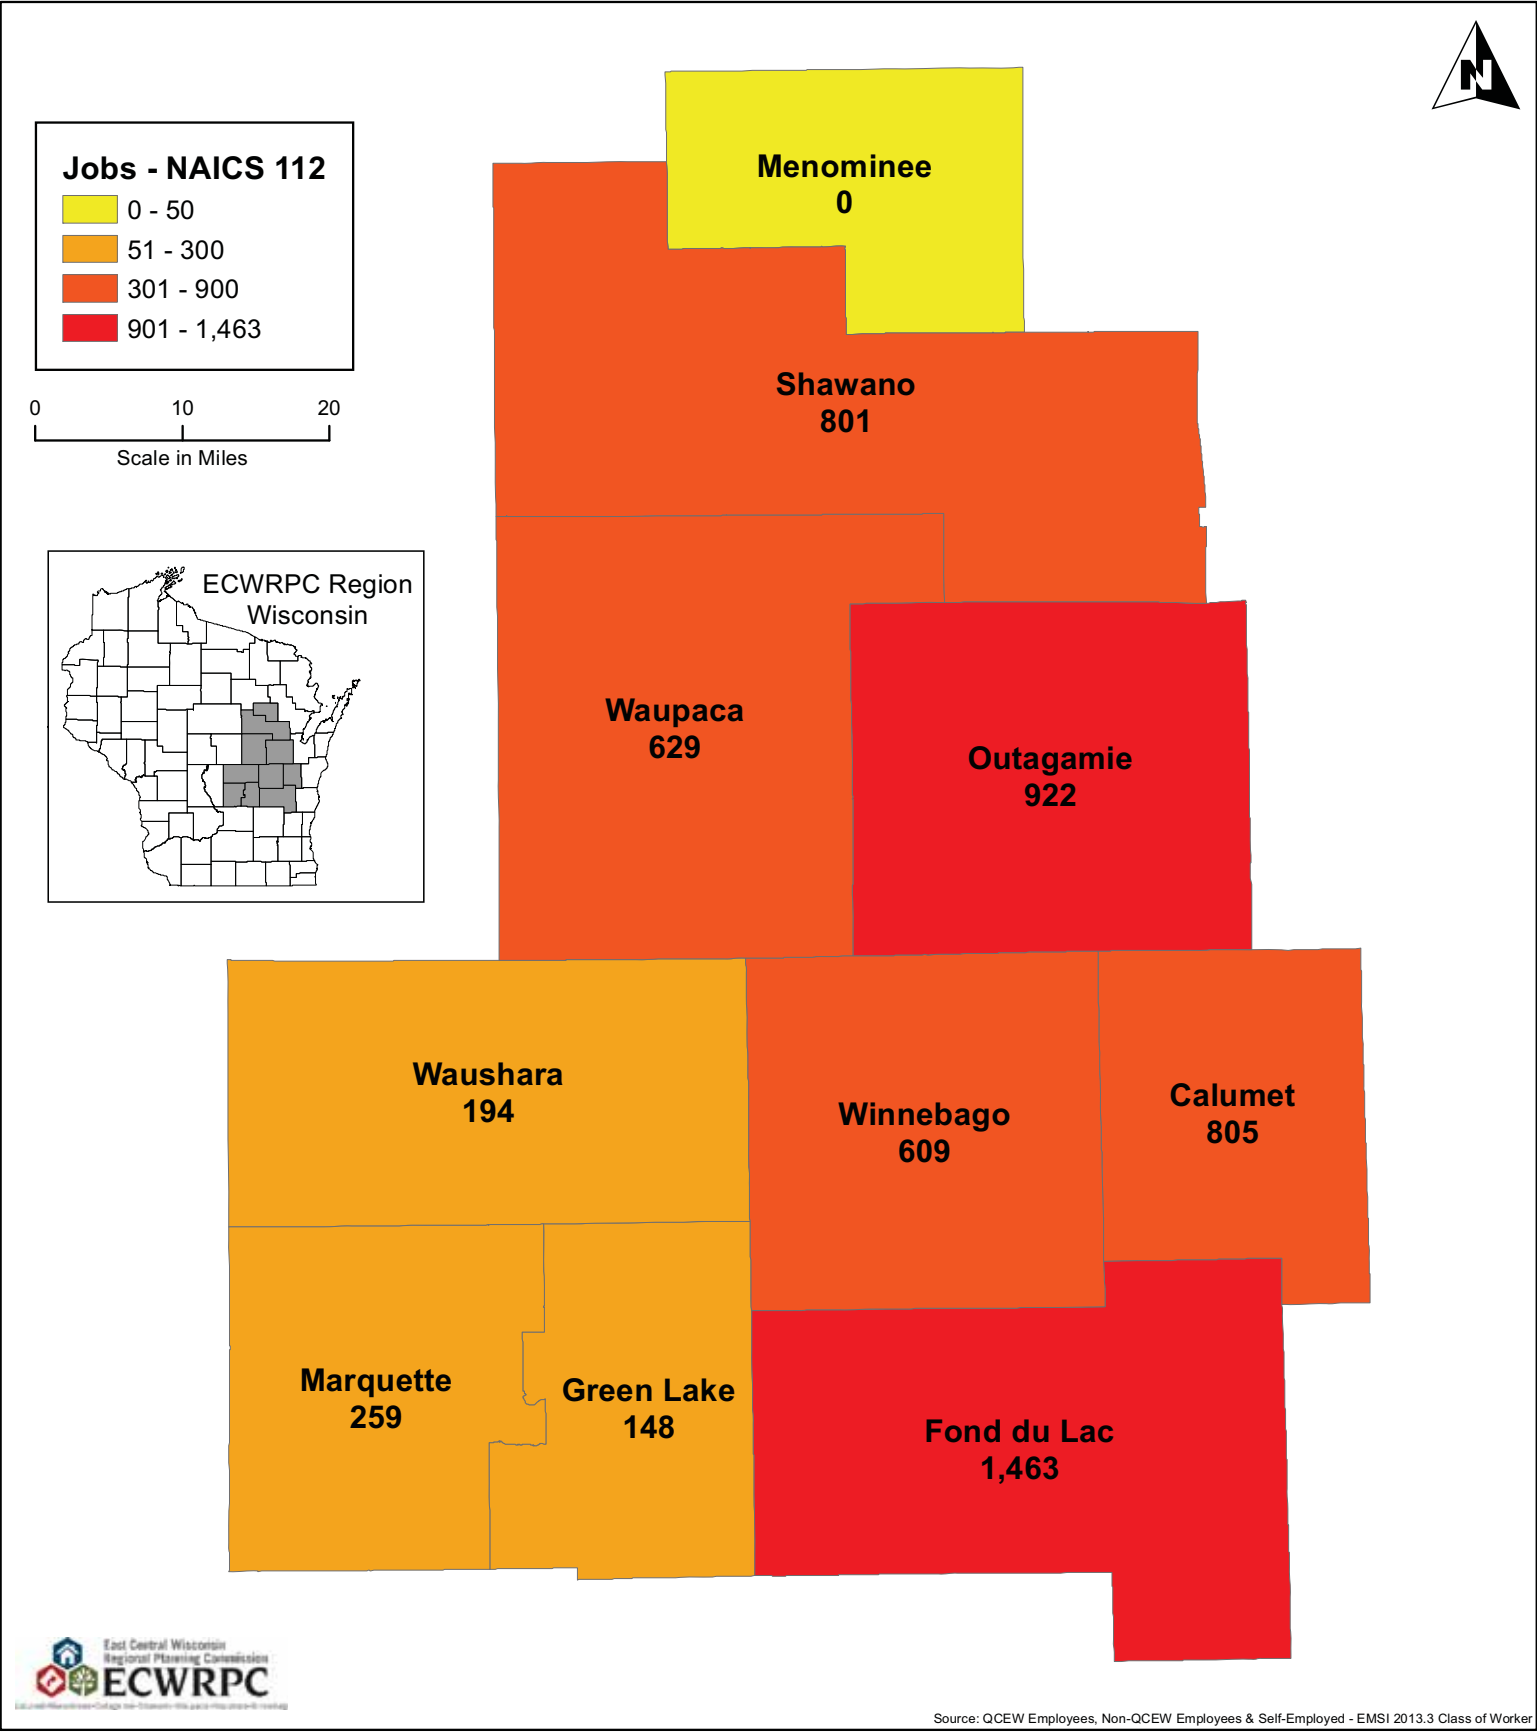 N
Jobs - NAICS 112
0 - 50
51 - 300
301 - 900
901 - 1,463
0 10 20
Scale in Miles
ECWRPC Region
Wisconsin
Menominee
0
Shawano
801
Waupaca
629
Outagamie
922
Waushara
194
Winnebago
609
Calumet
805
Marquette
259
Green Lake
148
Fond du Lac
1,463
East Central Wisconsin
Regional Planning Commission
ECWRPC
Source: QCEW Employees, Non-QCEW Employees & Self-Employed - EMSI 2013.3 Class of Worker